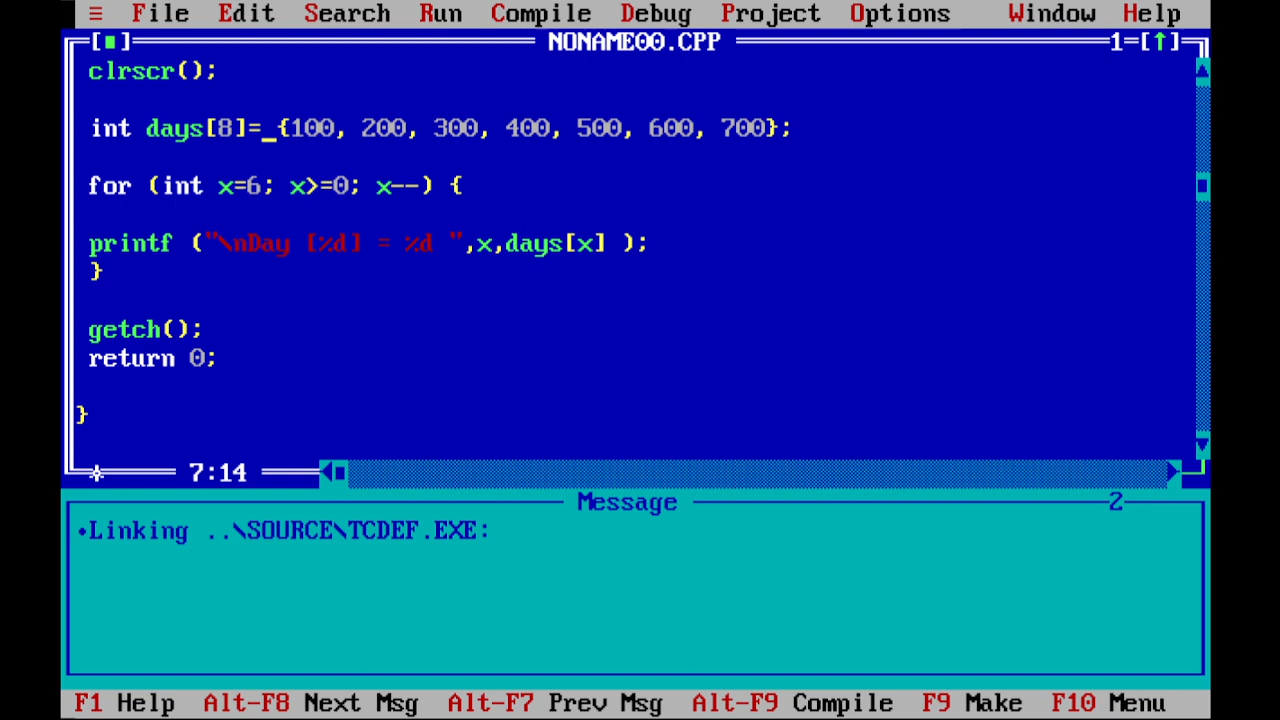 ≡ File Edit Search Run Compile Debug Project Options Window Help
[■] NONAME00.CPP 1=[↑]
clrscr();
int days[8]=_{100, 200, 300, 400, 500, 600, 700};
for (int x=6; x>=0; x--) {
printf ("\nDay [%d] = %d ",x,days[x] );
}
getch();
return 0;
}
7:14
Message 2
•Linking ..\SOURCE\TCDEF.EXE:
F1 Help Alt-F8 Next Msg Alt-F7 Prev Msg Alt-F9 Compile F9 Make F10 Menu